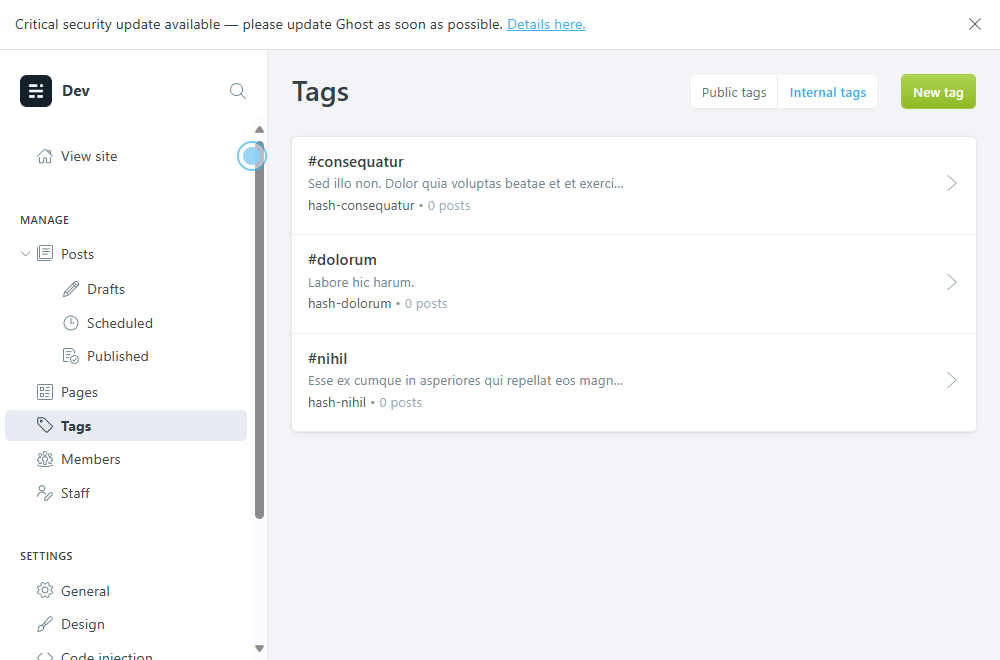 Critical security update available — please update Ghost as soon as possible. Details here.
Dev
View site
MANAGE
Posts
Drafts
Scheduled
Published
Pages
Tags
Members
Staff
SETTINGS
General
Design
Code injection
Tags
Public tags
Internal tags
New tag
#consequatur
Sed illo non. Dolor quia voluptas beatae et et exerci...
hash-consequatur • 0 posts
#dolorum
Labore hic harum.
hash-dolorum • 0 posts
#nihil
Esse ex cumque in asperiores qui repellat eos magn...
hash-nihil • 0 posts